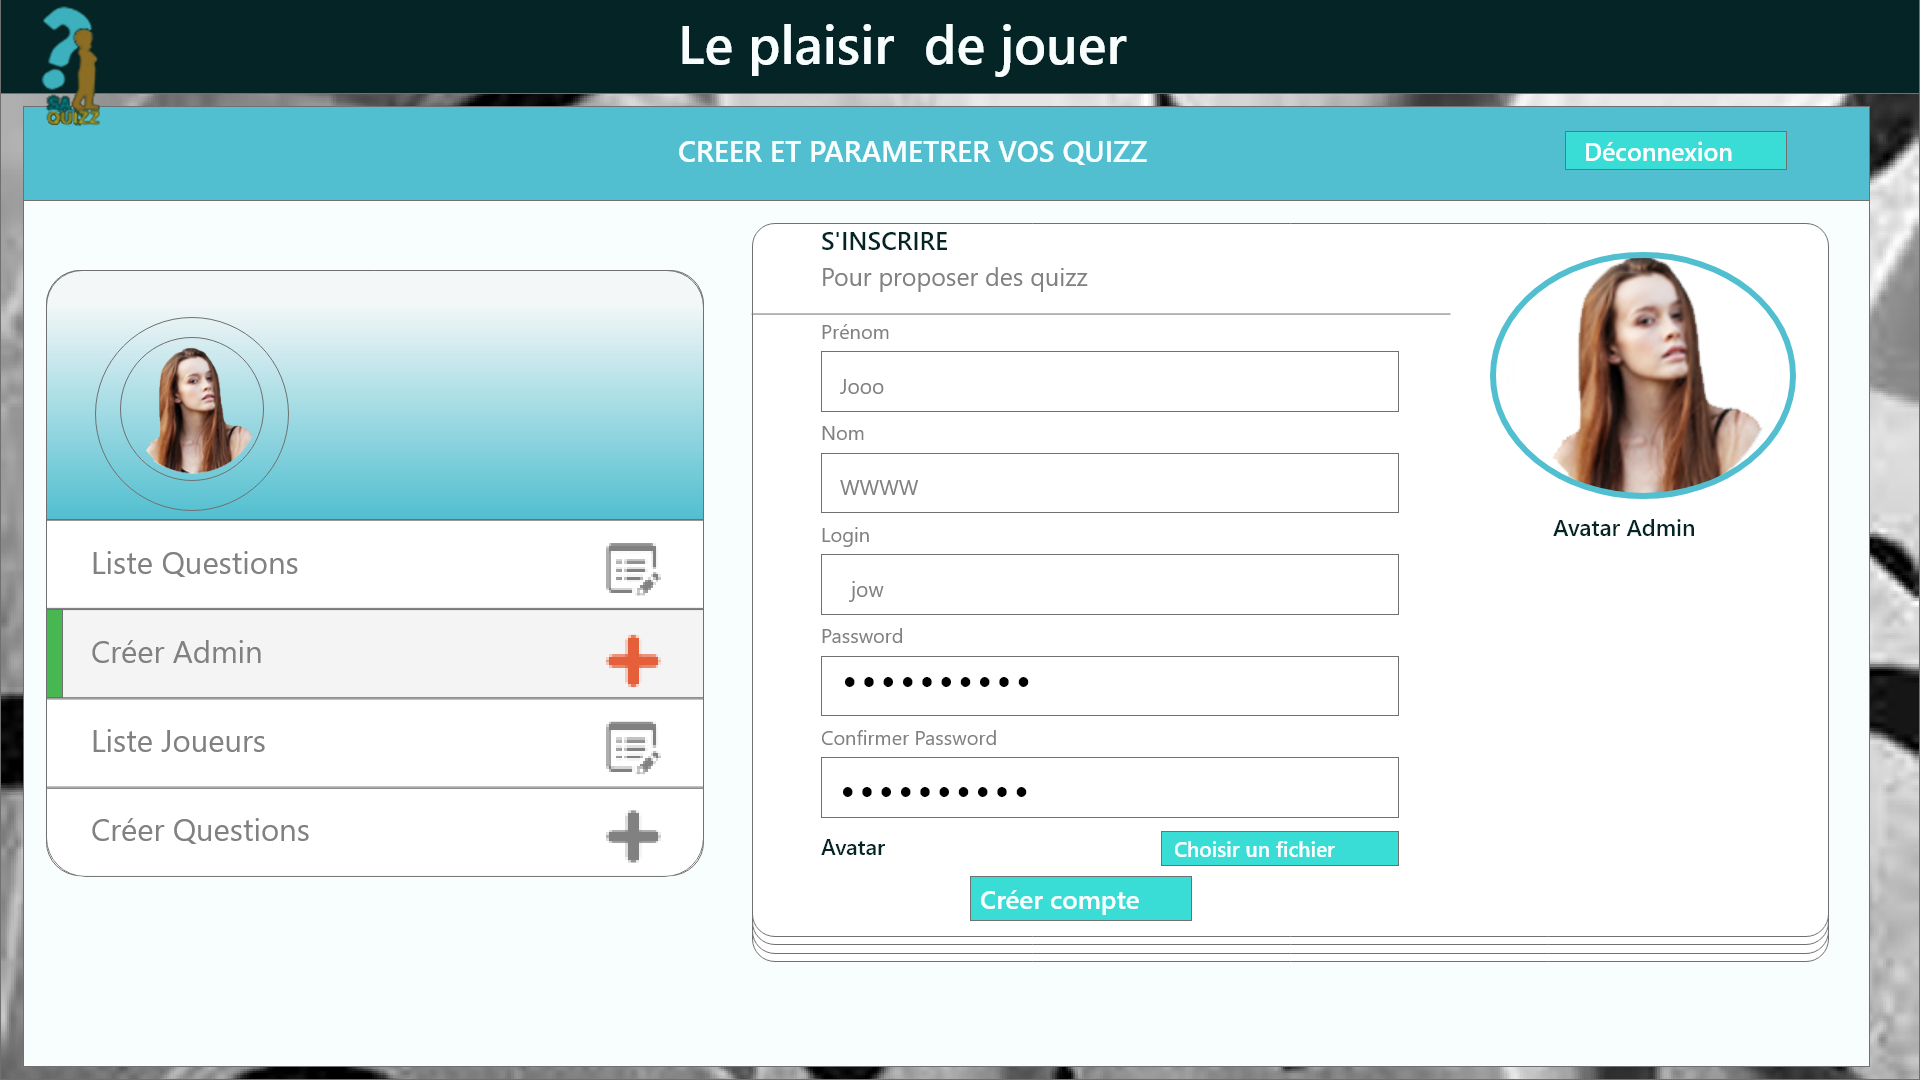 Le plaisir de jouer
SA
QUIZZ
CREER ET PARAMETRER VOS QUIZZ
Déconnexion
Liste Questions
Créer Admin
Liste Joueurs
Créer Questions
S'INSCRIRE
Pour proposer des quizz
Prénom
Jooo
Nom
WWWW
Login
jow
Password
••••••••••
Confirmer Password
••••••••••
Avatar
Choisir un fichier
Créer compte
Avatar Admin